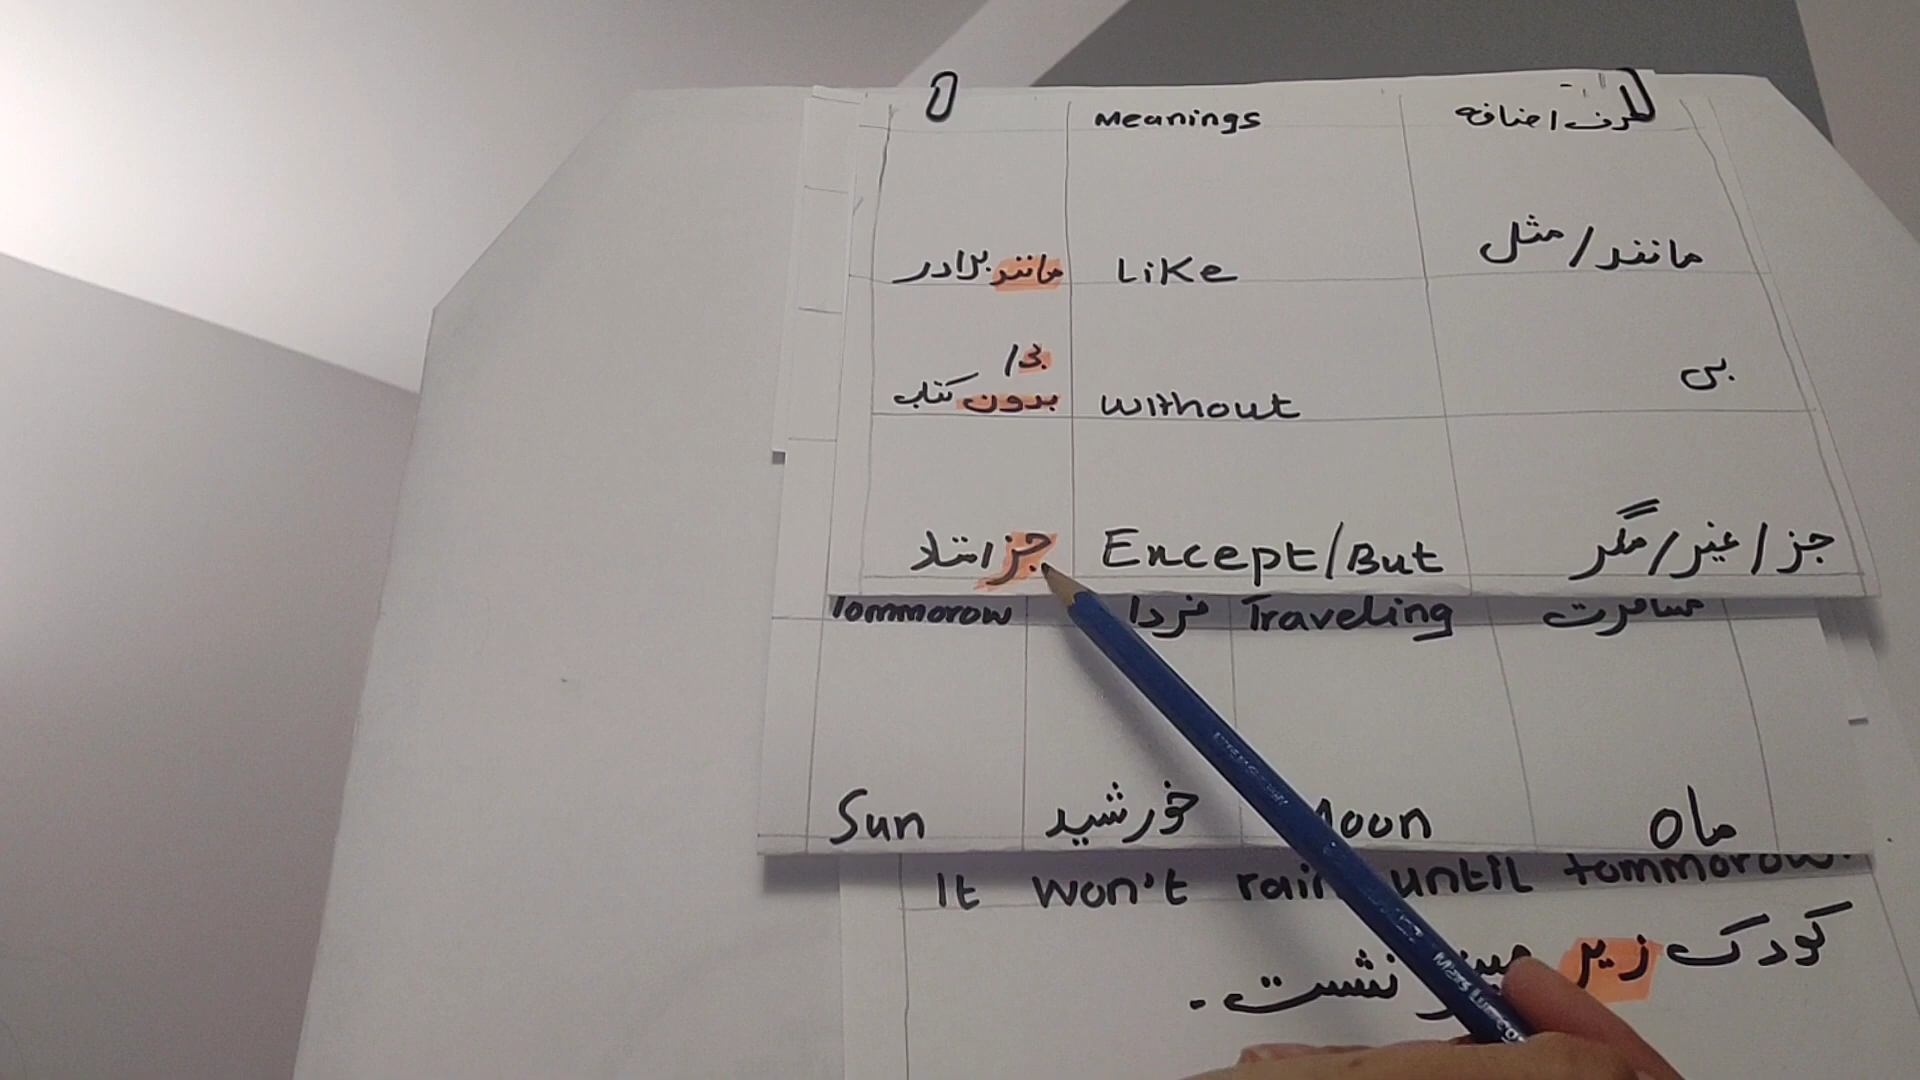 Meanings حرف اضافه
مانند برادر Like مانند/مثل
بی/
بدون کتاب without بی
جز استاد Except/But جز/غیر/مگر
Tommorow فردا Traveling مسافرت
Sun خورشید Moon ماه
It won't rain until tommorow.
کودک زیر میز نشست.